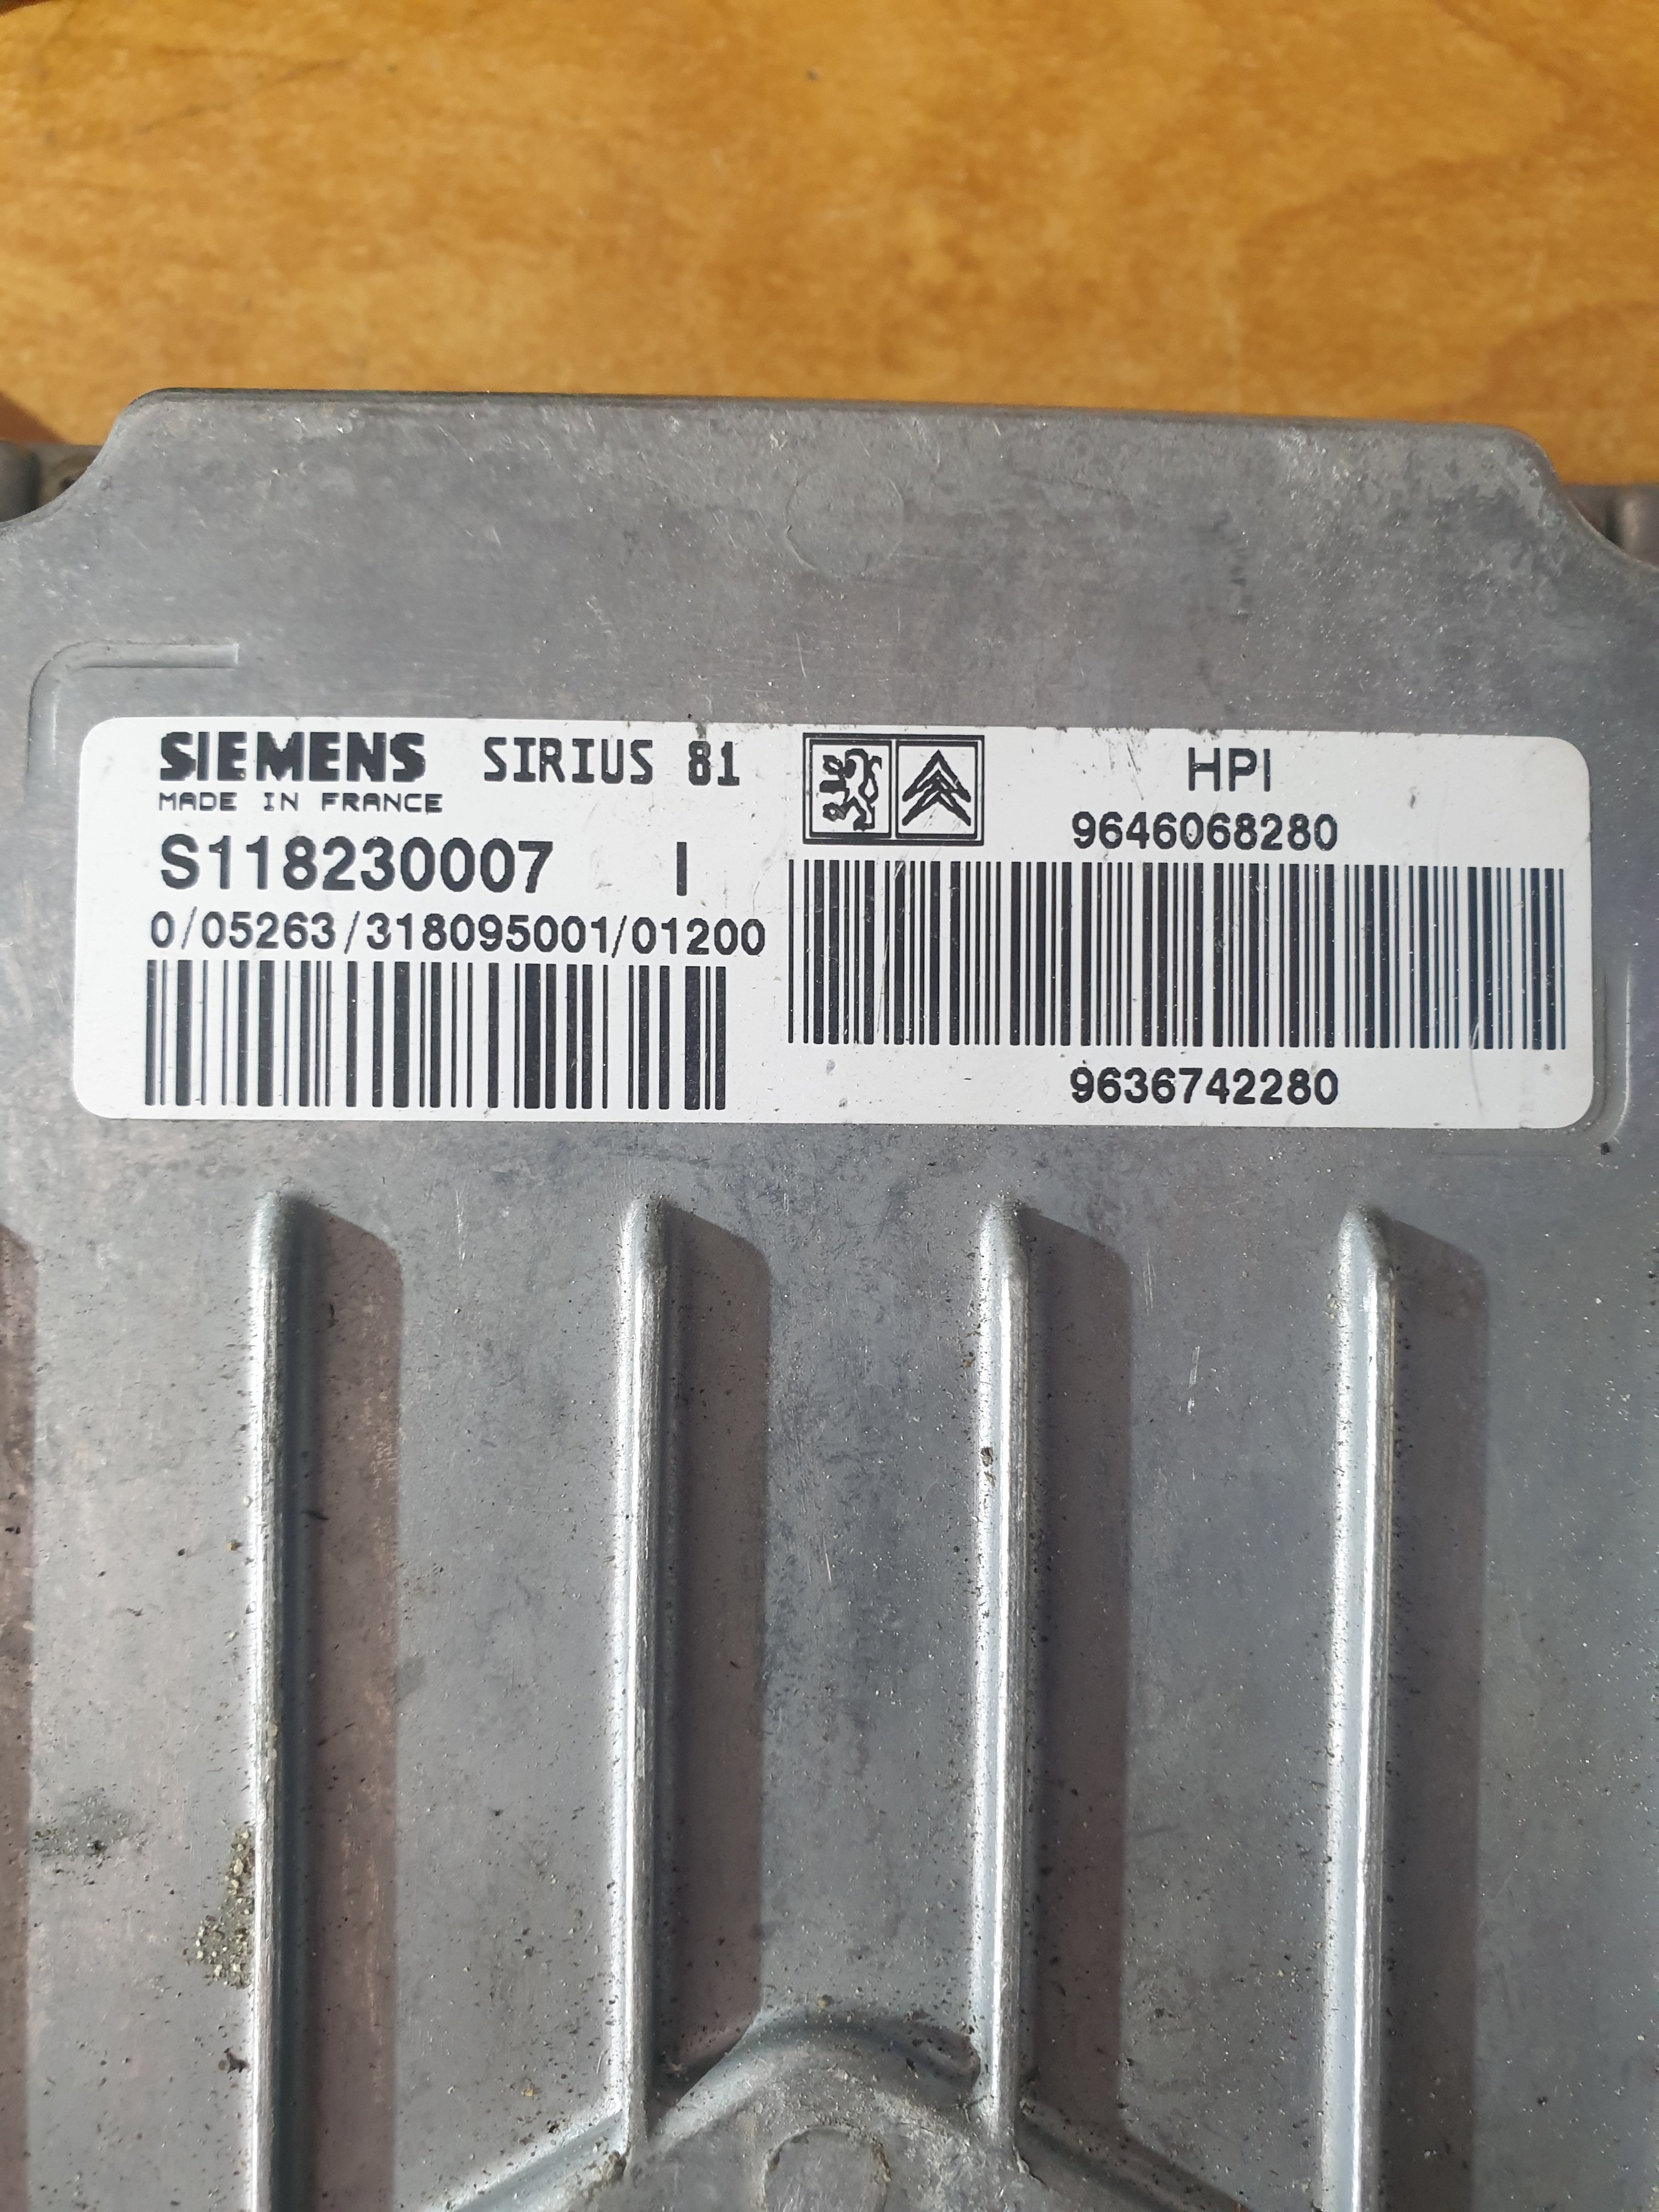 SIEMENS SIRIUS 81
MADE IN FRANCE
S118230007 I
0/05263/318095001/01200
HPI
9646068280
9636742280